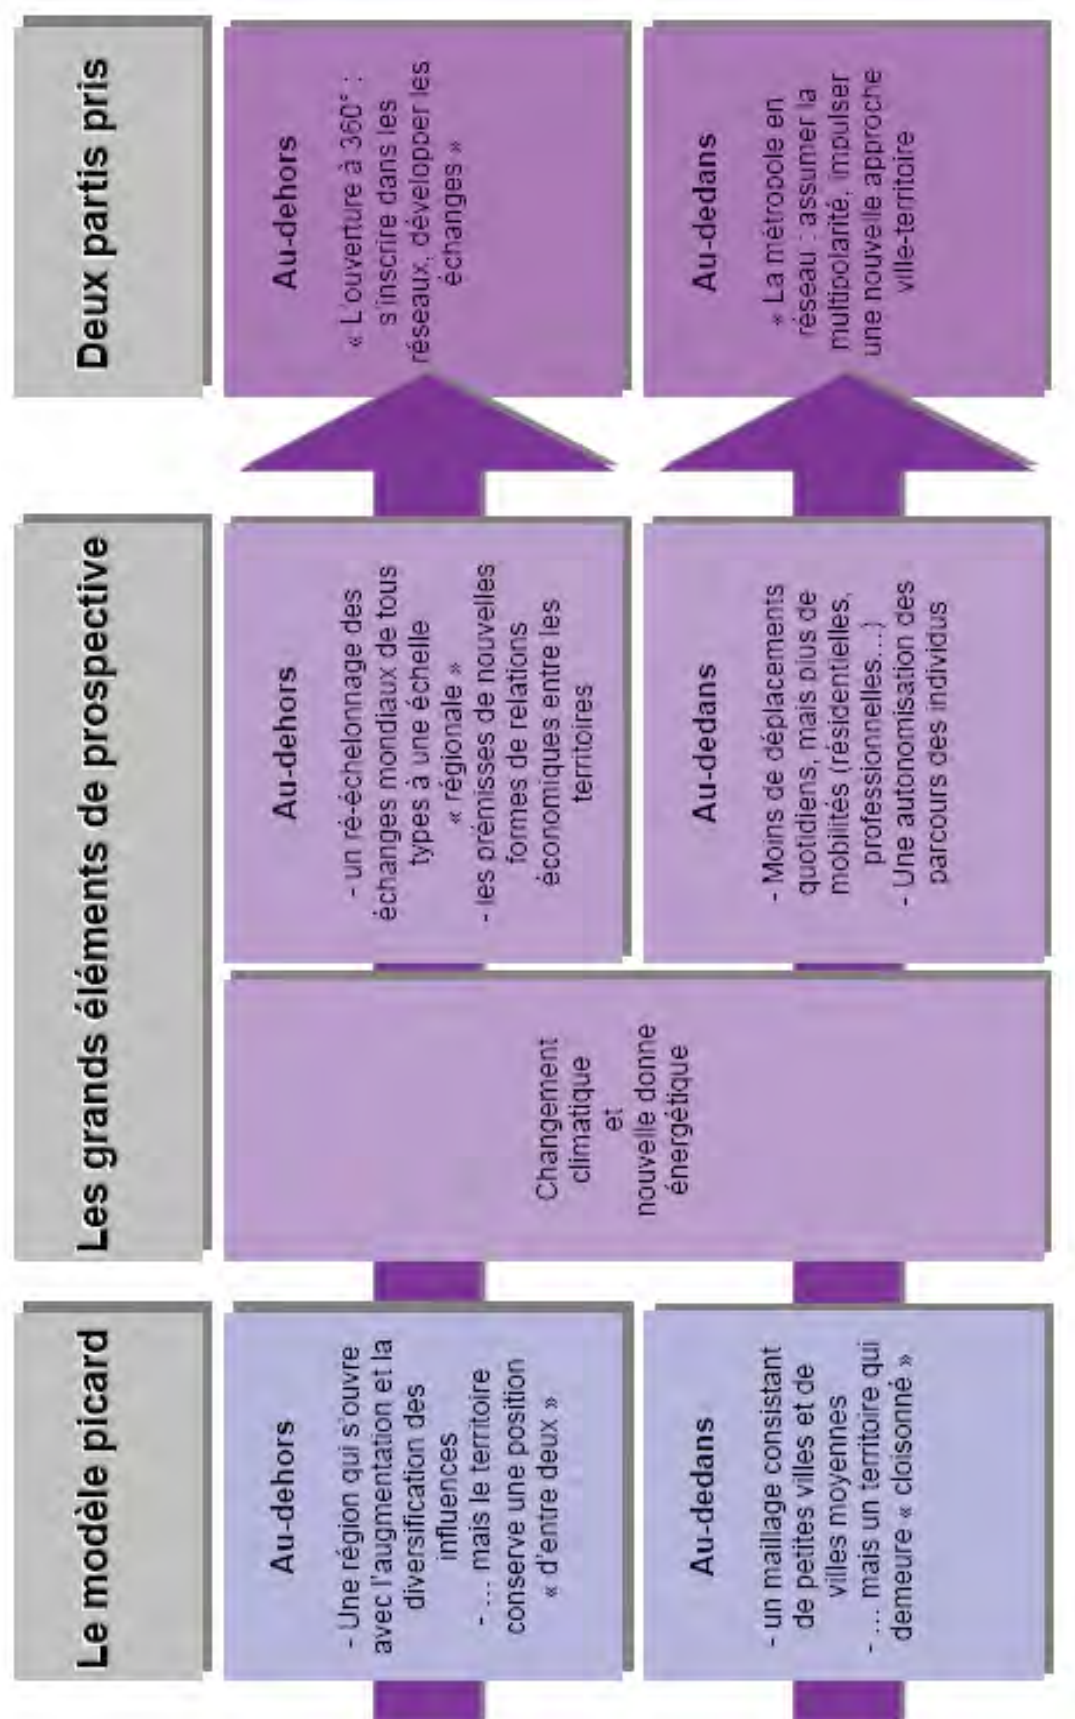 Le modèle picard
Au-dehors
- Une région qui s'ouvre
avec l'augmentation et la
diversification des
influences
- … mais le territoire
conserve une position
« d'entre deux »
Au-dedans
- un maillage consistant
de petites villes et de
villes moyennes
- … mais un territoire qui
demeure « cloisonné »
Les grands éléments de prospective
Changement
climatique
et
nouvelle donne
énergétique
Au-dehors
- un ré-échelonnage des
échanges mondiaux de tous
types à une échelle
« régionale »
- les prémisses de nouvelles
formes de relations
économiques entre les
territoires
Au-dedans
- Moins de déplacements
quotidiens, mais plus de
mobilités (résidentielles,
professionnelles…)
- Une autonomisation des
parcours des individus
Deux partis pris
Au-dehors
« L'ouverture à 360° :
s'inscrire dans les
réseaux, développer les
échanges »
Au-dedans
« La métropole en
réseau : assumer la
multipolarité, impulser
une nouvelle approche
ville-territoire